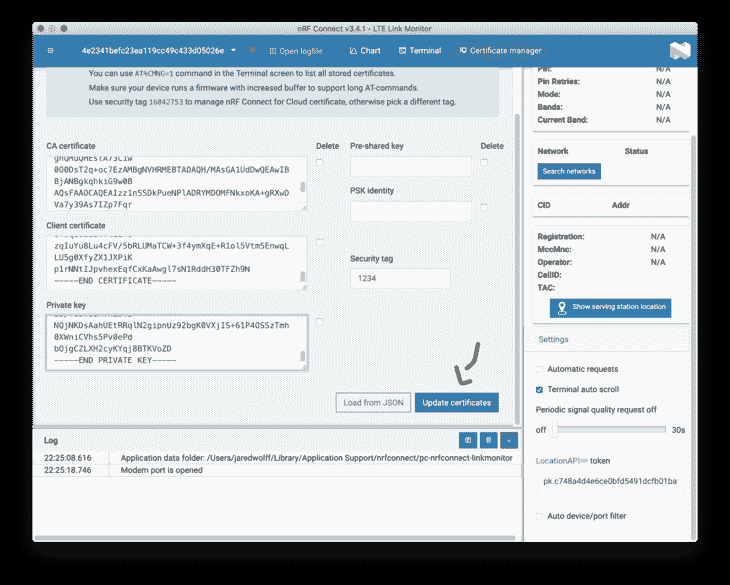 nRF Connect v3.4.1 - LTE Link Monitor
4e2341befc23ea119cc49c433d05026e
Open logfile
Chart
Terminal
Certificate manager
You can use AT%CMNG=1 command in the Terminal screen to list all stored certificates.
Make sure your device runs a firmware with increased buffer to support long AT-commands.
Use security tag 16842753 to manage nRF Connect for Cloud certificate, otherwise pick a different tag.
CA certificate
Delete
0O0DsT2q+oc7EzAMBgNVHRMEBTADAQH/MAsGA1UdDwQEAwIB
BjANBgkqhkiG9w0B
AQsFAAOCAQEAIzz1nSSDkPueNPlADRYMDOMFNkxoKA+gRXwD
Va7y39As7IZp7Fqr
Client certificate
zqIuYu8Lu4cFV/5bRLUMaTCW+3f4ymXqE+R1ol5Vtm5EnwqL
LU5g0XfyZX1JXPiK
p1rNNtIJpvhexEqfCxKaAwgl7sN1RddH30TFZh9N
-----END CERTIFICATE-----
Private key
NQjNKDsAahUEtRRqlN2gipnUz92bgK0VXjIS+61P4OSSzTmh
0XWniCVhs5Pv0ePd
bOjgCZLXH2cyKYqj8BTKVoZD
-----END PRIVATE KEY-----
Pre-shared key
Delete
PSK identity
Security tag
1234
Load from JSON
Update certificates
Log
22:25:08.616 Application data folder: /Users/jaredwolff/Library/Application Support/nrfconnect/pc-nrfconnect-linkmonitor
22:25:18.746 Modem port is opened
Pin: N/A
Pin Retries: N/A
Mode: N/A
Bands: N/A
Current Band: N/A
Network Status
Search networks
CID Addr
Registration: N/A
MccMnc: N/A
Operator: N/A
CellID:
TAC:
Show serving station location
Settings
Automatic requests
Terminal auto scroll
Periodic signal quality request off
off 30s
LocationAPI token
pk.c748a4d4e6ce0bfd5491dcfb01ba
Auto device/port filter